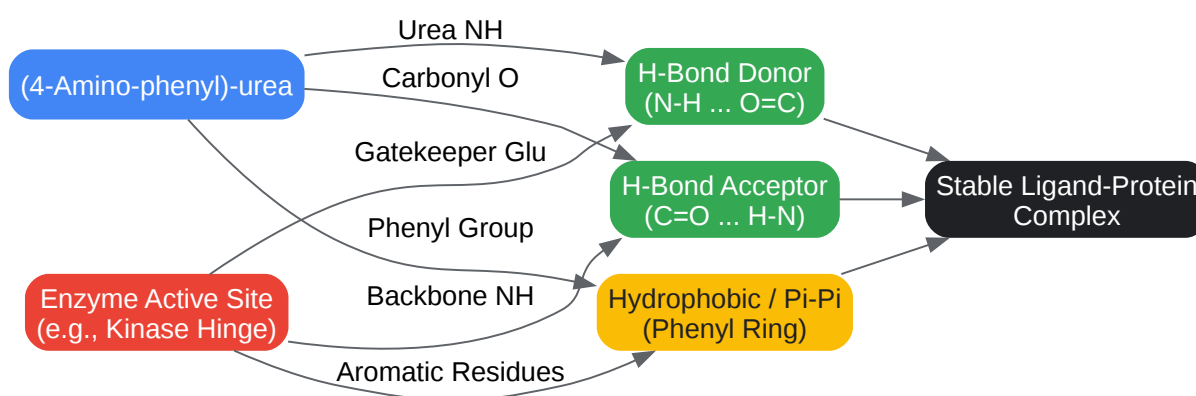 Urea NH
(4-Amino-phenyl)-urea
Carbonyl O
H-Bond Donor
(N-H ... O=C)
Gatekeeper Glu
H-Bond Acceptor
(C=O ... H-N)
Stable Ligand-Protein
Complex
Phenyl Group
Enzyme Active Site
(e.g., Kinase Hinge)
Backbone NH
Hydrophobic / Pi-Pi
(Phenyl Ring)
Aromatic Residues